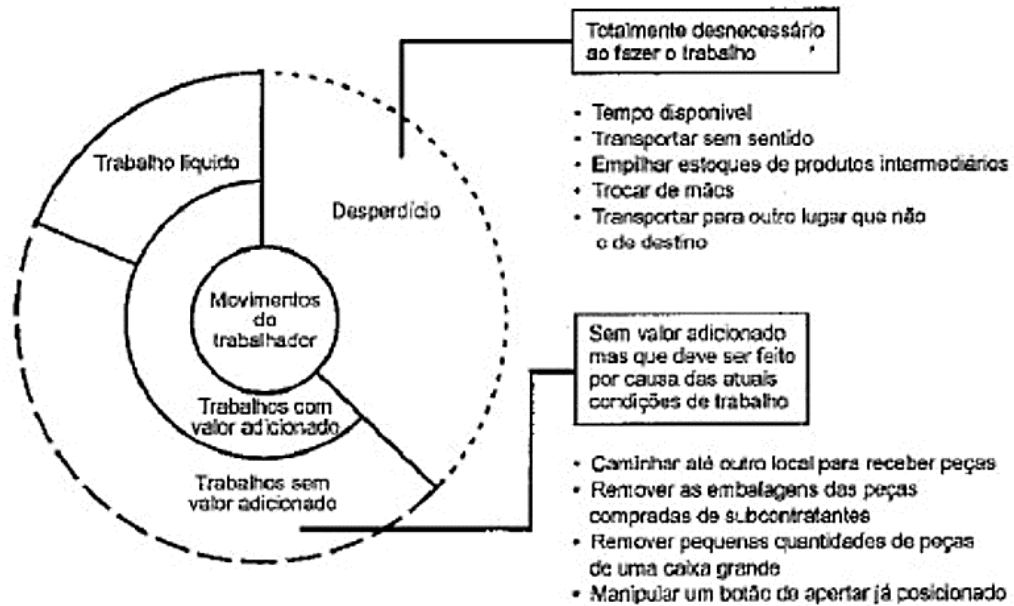 Totalmente desnecessário
ao fazer o trabalho
• Tempo disponível
• Transportar sem sentido
• Empilhar estoques de produtos intermediários
• Trocar de mãos
• Transportar para outro lugar que não
o de destino
Trabalho líquido
Desperdício
Movimentos
do
trabalhador
Trabalhos com
valor adicionado
Trabalhos sem
valor adicionado
Sem valor adicionado
mas que deve ser feito
por causa das atuais
condições de trabalho
• Caminhar até outro local para receber peças
• Remover as embalagens das peças
compradas de subcontratantes
• Remover pequenas quantidades de peças
de uma caixa grande
• Manipular um botão de apertar já posicionado